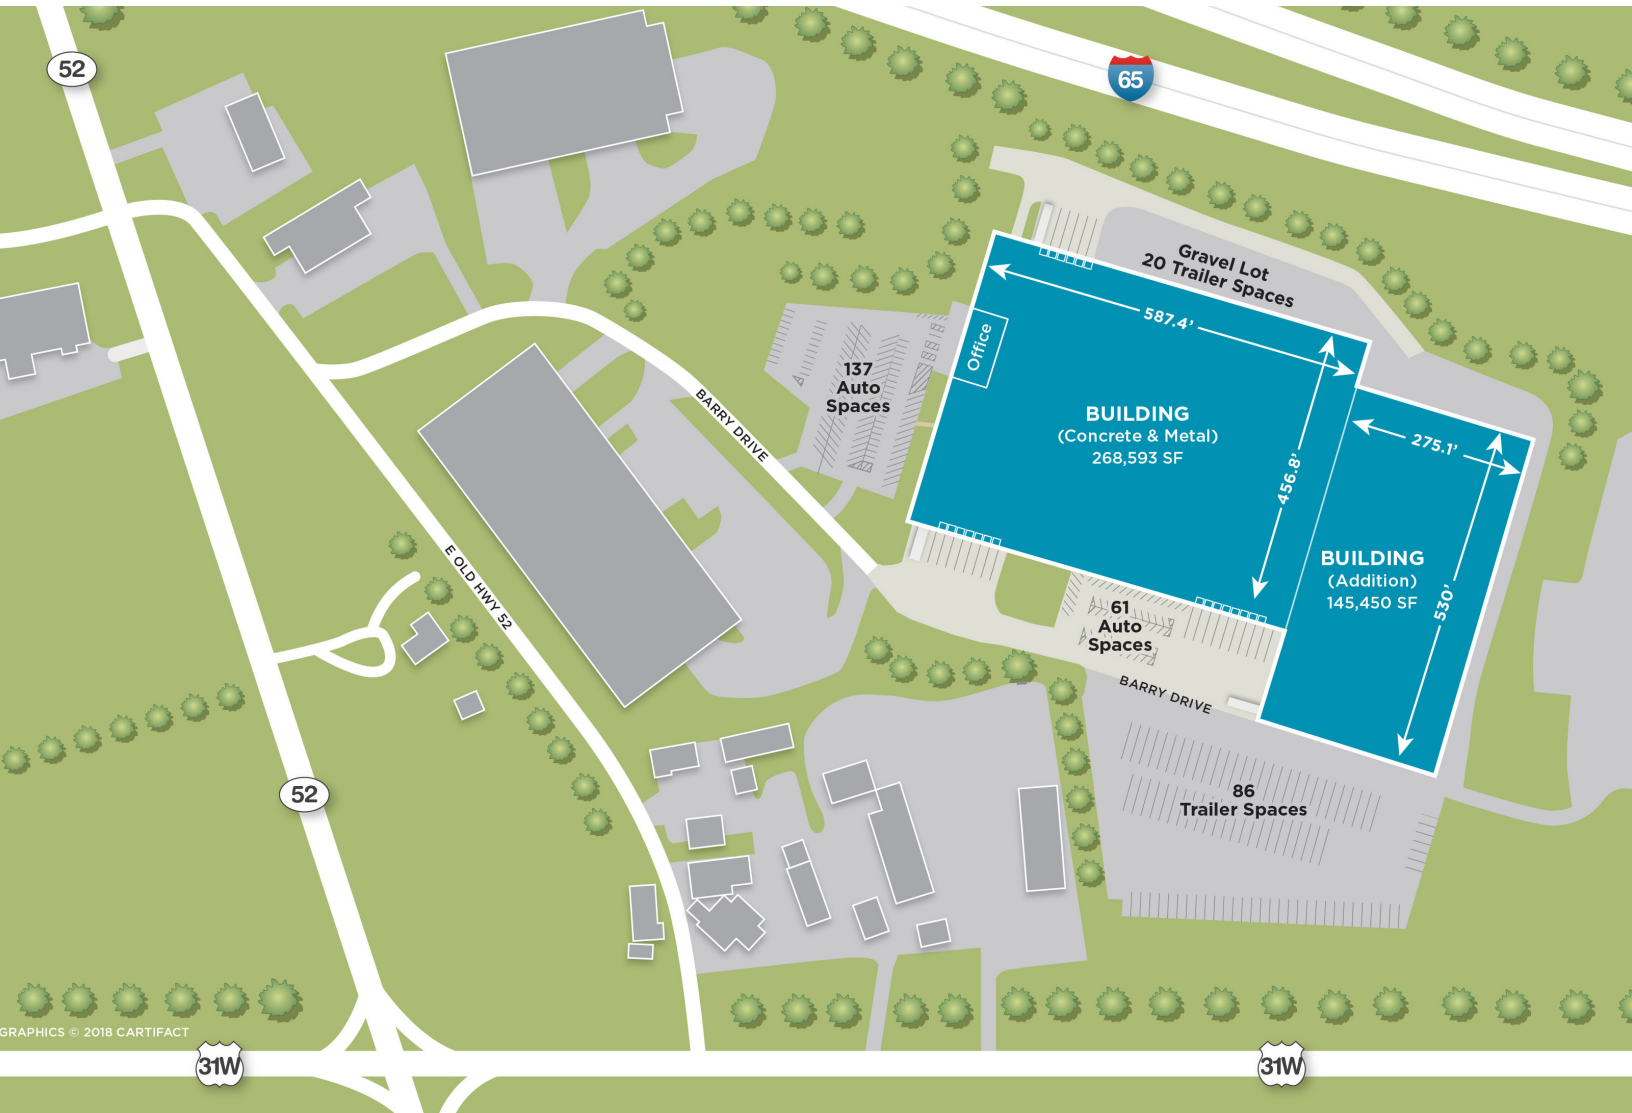 52
65
Gravel Lot
20 Trailer Spaces
587.4’
Office
137
Auto
Spaces
BARRY DRIVE
BUILDING
(Concrete & Metal)
268,593 SF
456.8’
275.1’
BUILDING
(Addition)
145,450 SF
530’
E OLD HWY 52
61
Auto
Spaces
BARRY DRIVE
52
86
Trailer Spaces
GRAPHICS © 2018 CARTIFACT
31W
31W